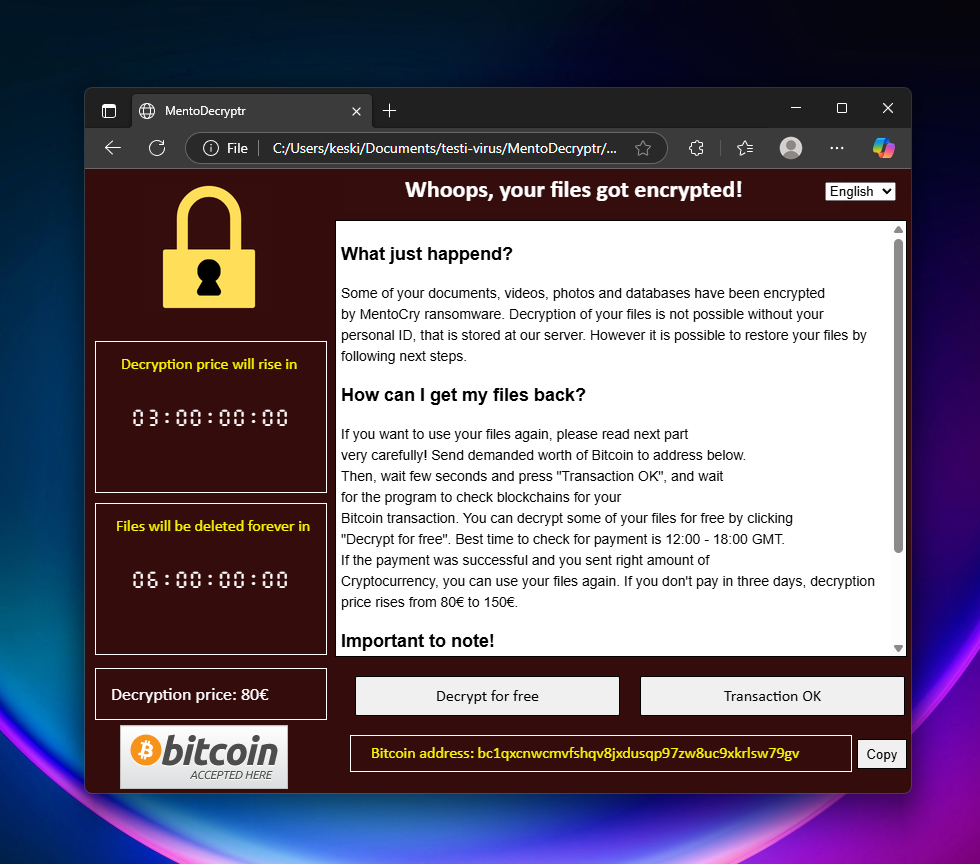 MentoDecryptr
File
C:/Users/keski/Documents/testi-virus/MentoDecryptr/...
Whoops, your files got encrypted!
English
What just happend?
Some of your documents, videos, photos and databases have been encrypted
by MentoCry ransomware. Decryption of your files is not possible without your
personal ID, that is stored at our server. However it is possible to restore your files by
following next steps.
How can I get my files back?
If you want to use your files again, please read next part
very carefully! Send demanded worth of Bitcoin to address below.
Then, wait few seconds and press "Transaction OK", and wait
for the program to check blockchains for your
Bitcoin transaction. You can decrypt some of your files for free by clicking
"Decrypt for free". Best time to check for payment is 12:00 - 18:00 GMT.
If the payment was successful and you sent right amount of
Cryptocurrency, you can use your files again. If you don't pay in three days, decryption
price rises from 80€ to 150€.
Important to note!
Decryption price will rise in
03:00:00:00
Files will be deleted forever in
06:00:00:00
Decryption price: 80€
bitcoin
ACCEPTED HERE
Decrypt for free
Transaction OK
Bitcoin address: bc1qxcnwcmvfshqv8jxdusqp97zw8uc9xkrlsw79gv
Copy